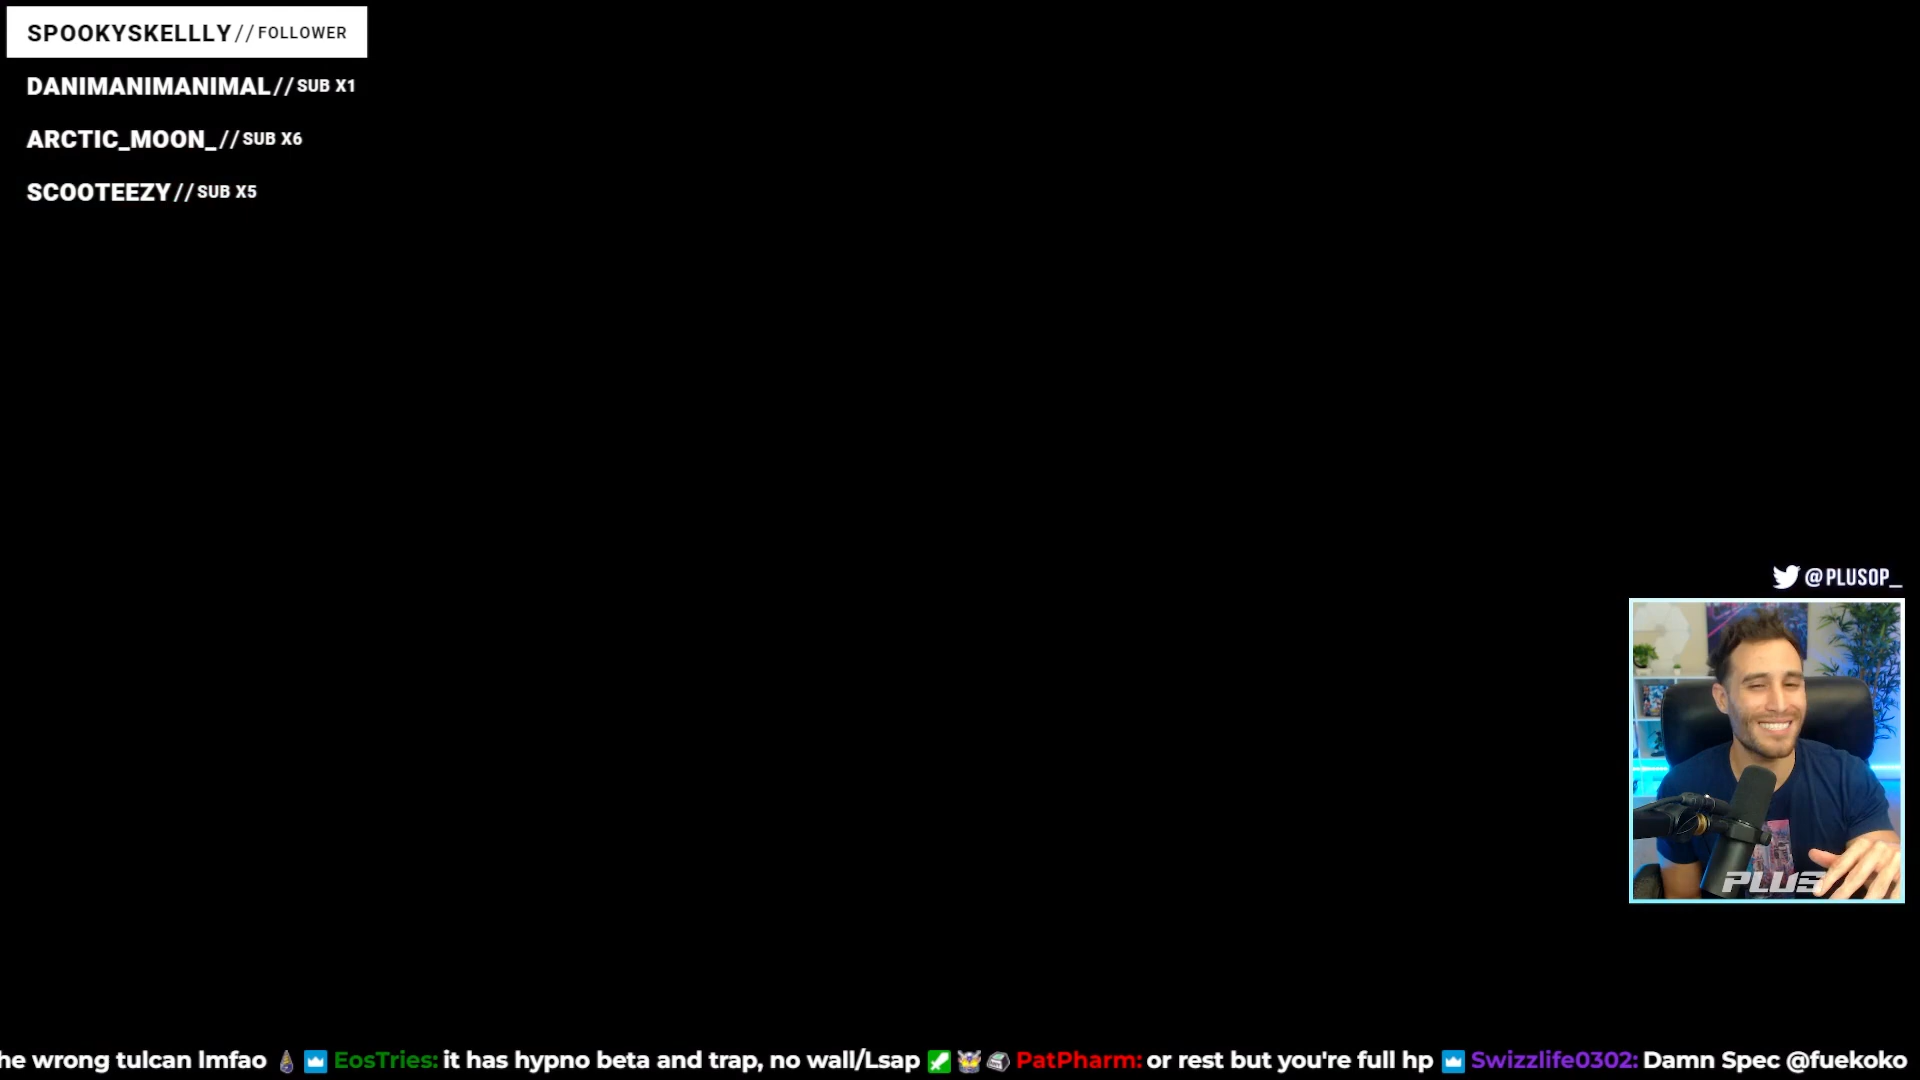 SPOOKYSKELLLY//FOLLOWER
DANIMANIMANIMAL//SUB X1
ARCTIC_MOON_//SUB X6
SCOOTEEZY//SUB X5
@PLUSOP_
PLUS
he wrong tulcan lmfao EosTries: it has hypno beta and trap, no wall/Lsap PatPharm: or rest but you're full hp Swizzlife0302: Damn Spec @fuekoko